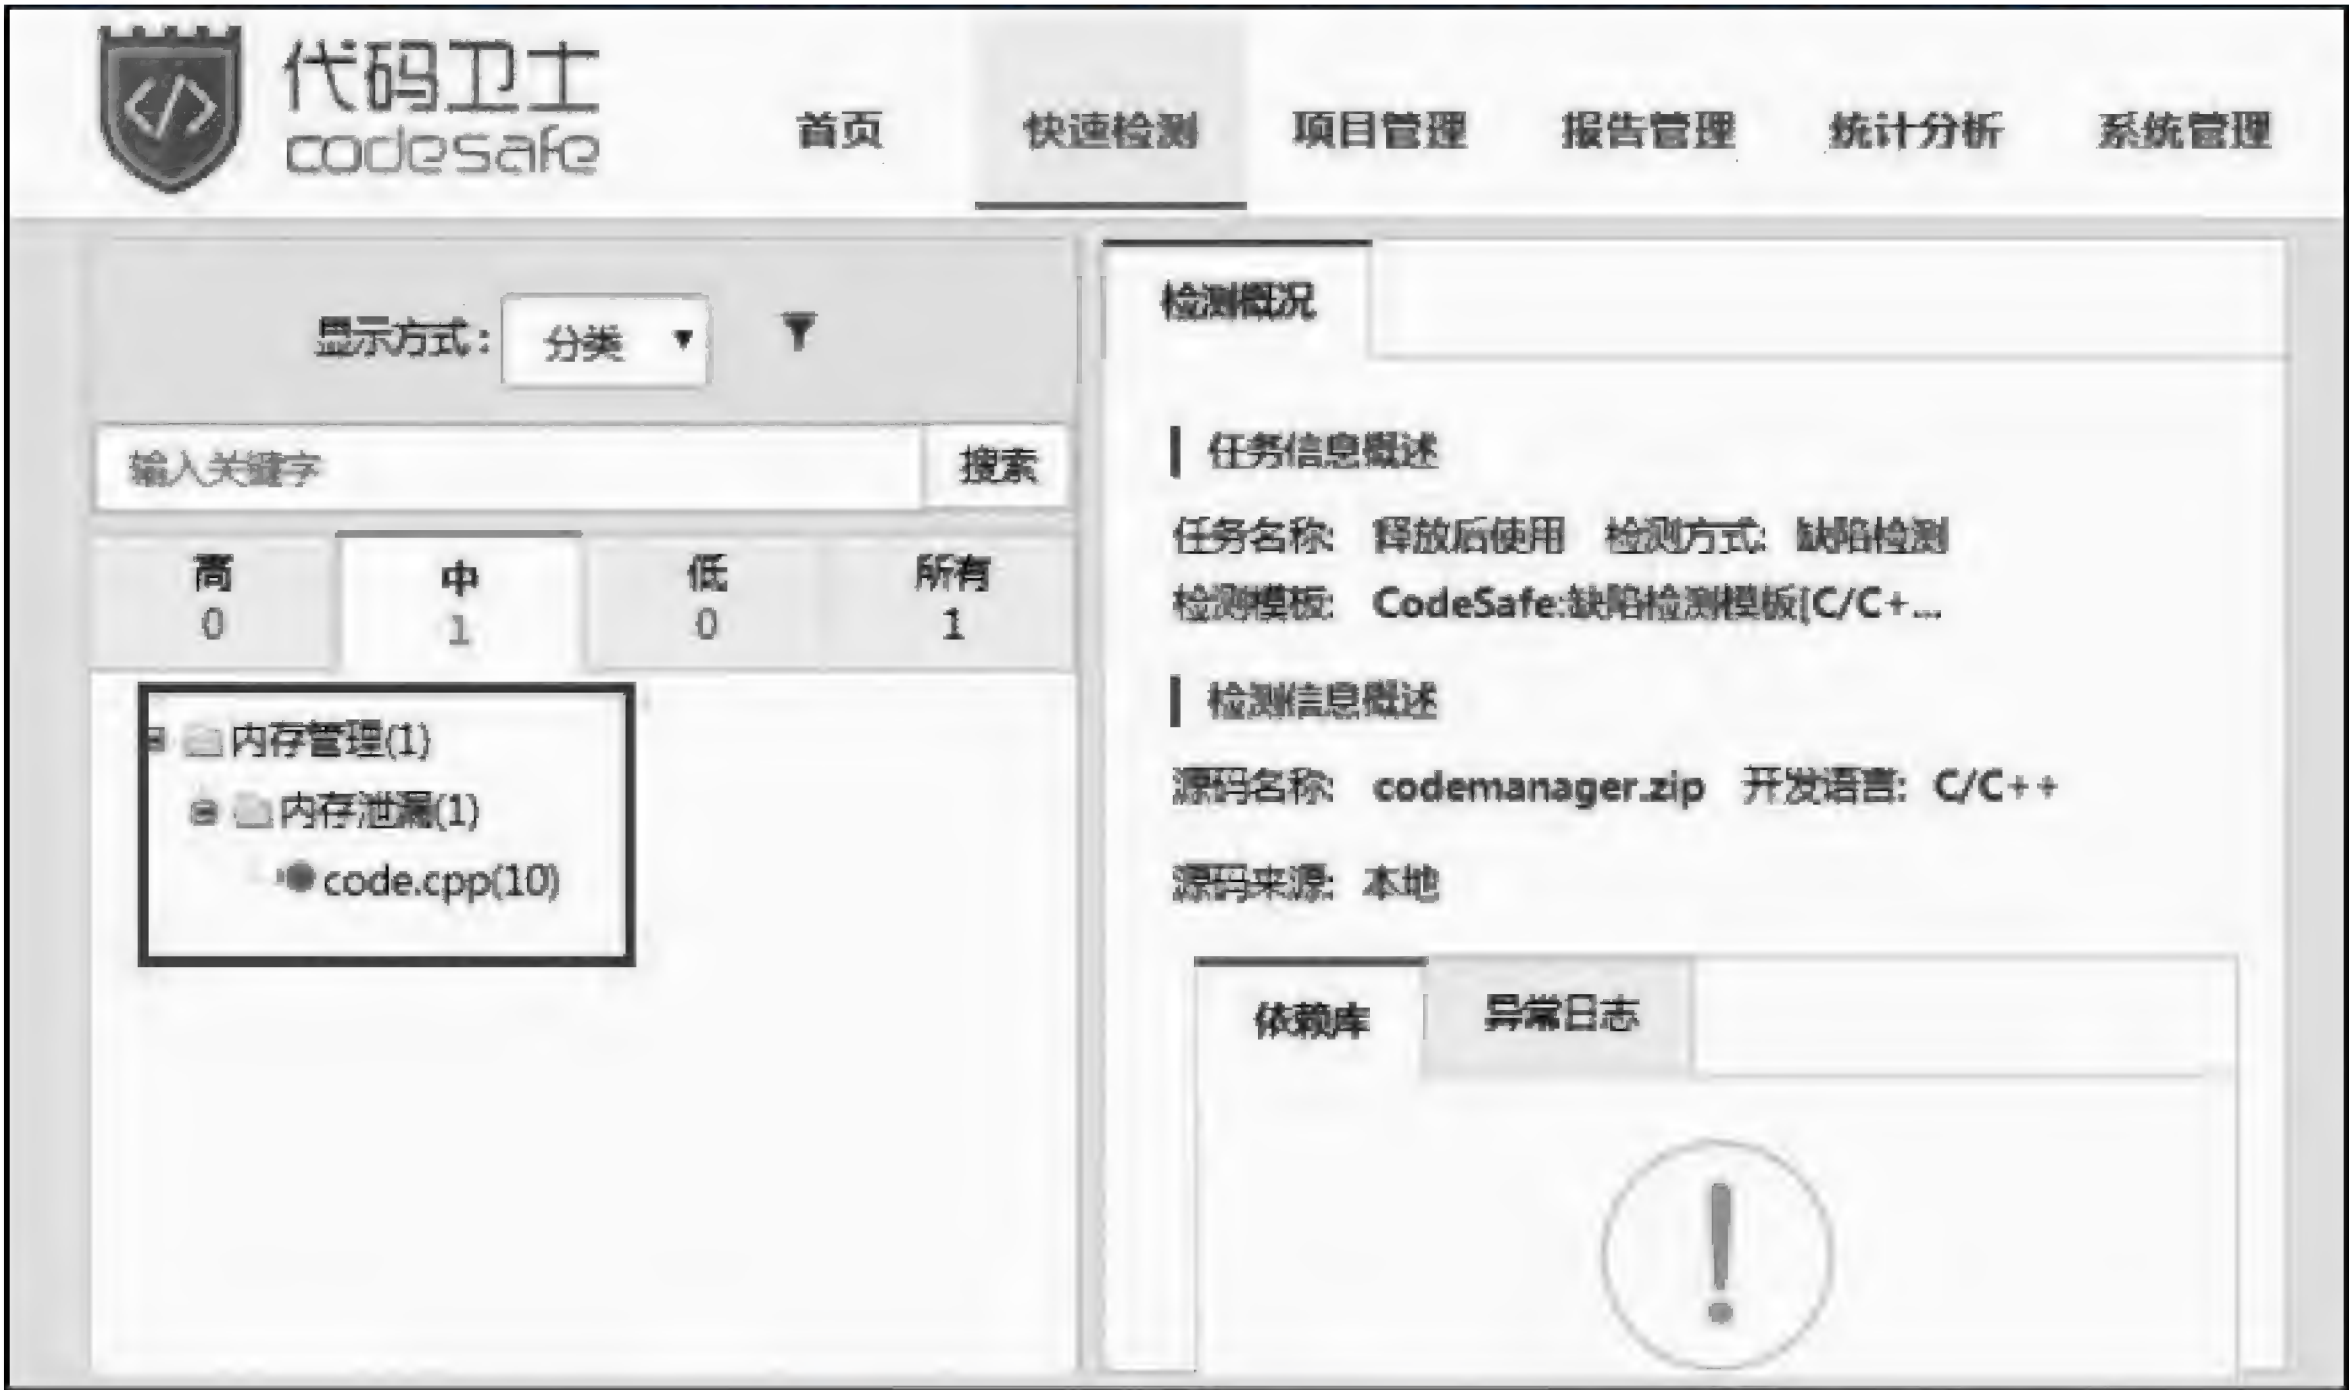 代码卫士
codesafe
首页 快速检测 项目管理 报告管理 统计分析 系统管理
显示方式: 分类
输入关键字 搜索
高 中 低 所有
0 1 0 1
内存管理(1)
内存泄漏(1)
code.cpp(10)
检测概况
任务信息概述
任务名称: 释放后使用 检测方式: 缺陷检测
检测模板: CodeSafe:缺陷检测模板[C/C+...
检测信息概述
源码名称: codemanager.zip 开发语言: C/C++
源码来源: 本地
依赖库 异常日志